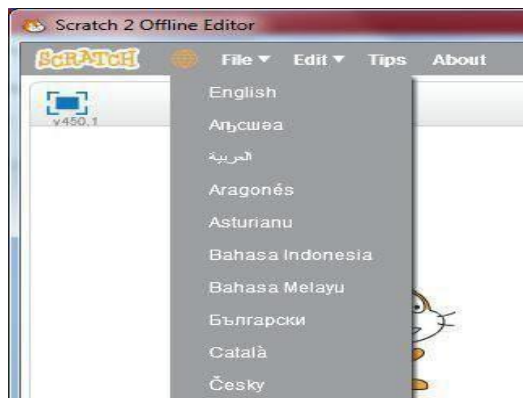 Scratch 2 Offline Editor
SCRATCH File Edit Tips About
v450.1
English
Аҧсшәа
العربية
Aragonés
Asturianu
Bahasa Indonesia
Bahasa Melayu
Български
Català
Česky